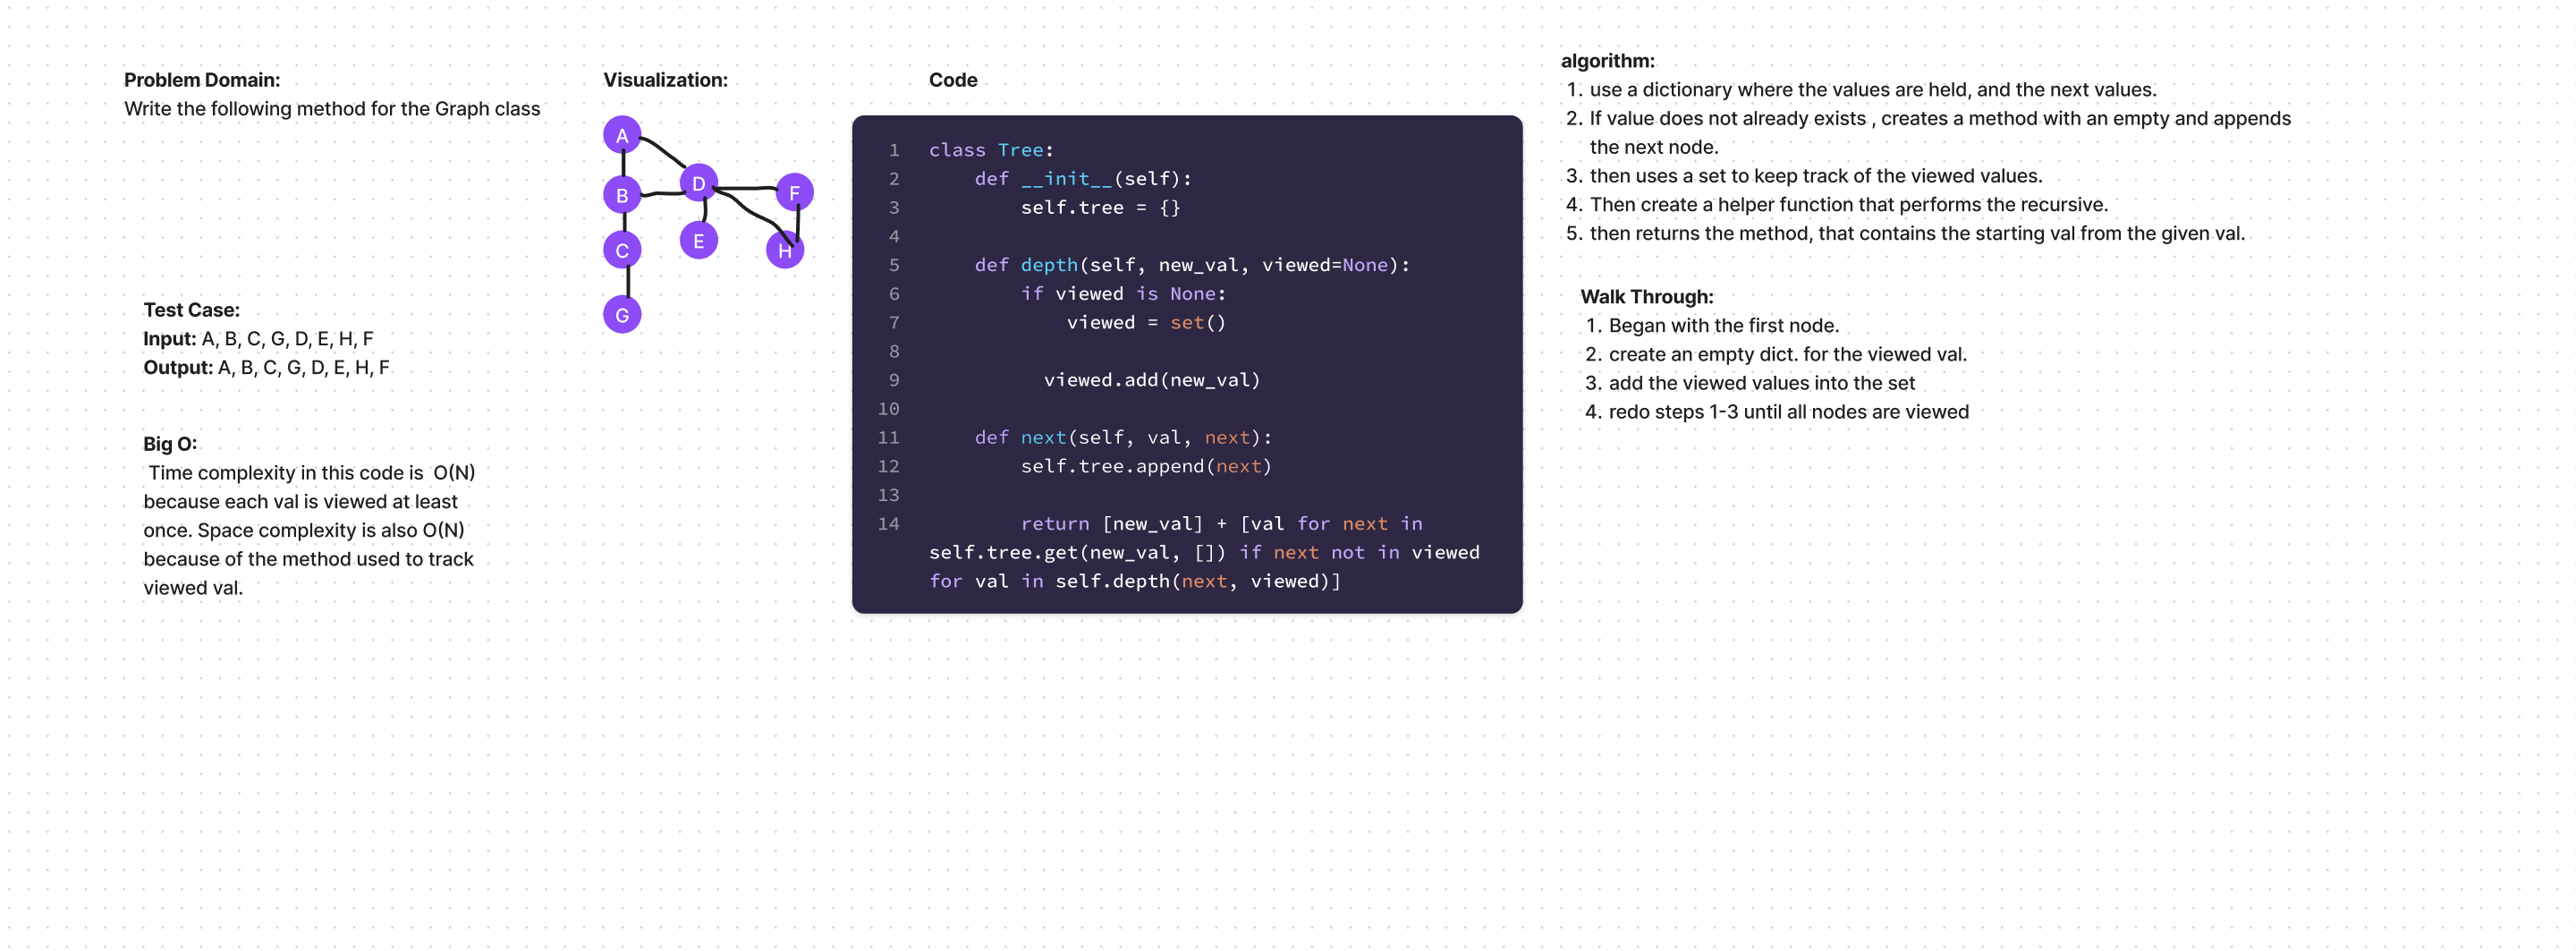 Problem Domain:
Write the following method for the Graph class
Test Case:
Input: A, B, C, G, D, E, H, F
Output: A, B, C, G, D, E, H, F
Big O:
Time complexity in this code is  O(N)
because each val is viewed at least
once. Space complexity is also O(N)
because of the method used to track
viewed val.
Visualization:
A
B
D
F
C
E
H
G
Code
1 class Tree:
2     def __init__(self):
3         self.tree = {}
4
5     def depth(self, new_val, viewed=None):
6         if viewed is None:
7             viewed = set()
8
9           viewed.add(new_val)
10
11     def next(self, val, next):
12         self.tree.append(next)
13
14         return [new_val] + [val for next in
self.tree.get(new_val, []) if next not in viewed
for val in self.depth(next, viewed)]
algorithm:
1. use a dictionary where the values are held, and the next values.
2. If value does not already exists , creates a method with an empty and appends
the next node.
3. then uses a set to keep track of the viewed values.
4. Then create a helper function that performs the recursive.
5. then returns the method, that contains the starting val from the given val.
Walk Through:
1. Began with the first node.
2. create an empty dict. for the viewed val.
3. add the viewed values into the set
4. redo steps 1-3 until all nodes are viewed